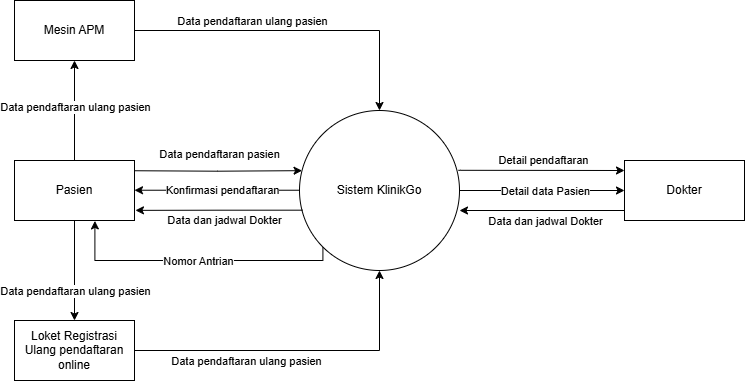 Data pendaftaran ulang pasien
Mesin APM
Data pendaftaran ulang pasien
Data pendaftaran pasien
Detail pendaftaran
Pasien
Konfirmasi pendaftaran
Sistem KlinikGo
Detail data Pasien
Dokter
Data dan jadwal Dokter
Data dan jadwal Dokter
Nomor Antrian
Data pendaftaran ulang pasien
Loket Registrasi
Ulang pendaftaran
online
Data pendaftaran ulang pasien